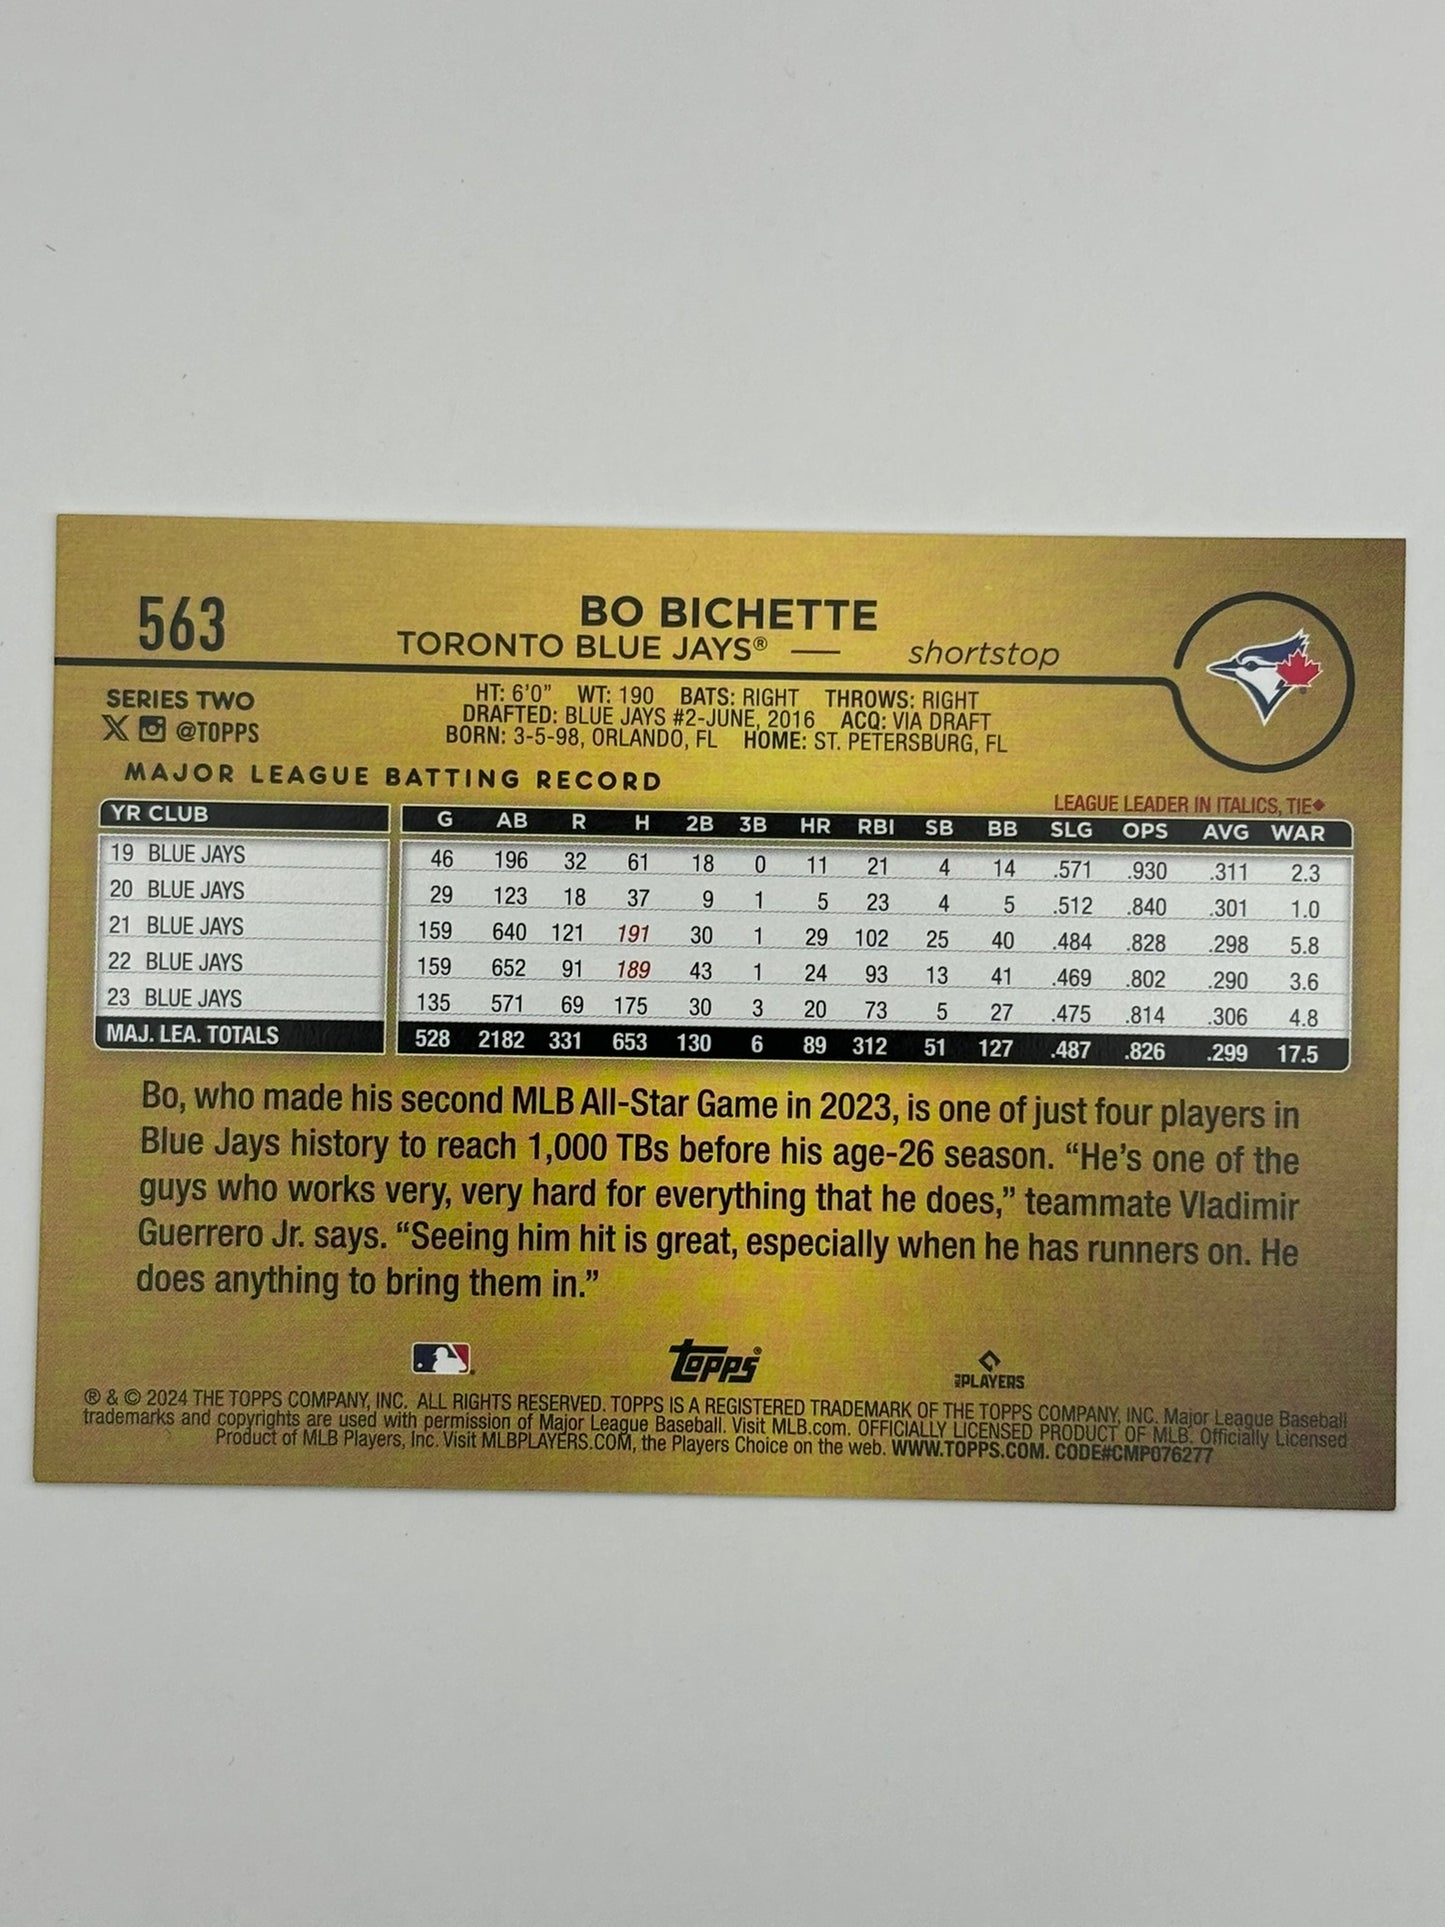 563
BO BICHETTE
TORONTO BLUE JAYS® — shortstop
SERIES TWO
X @TOPPS
HT: 6'0" WT: 190 BATS: RIGHT THROWS: RIGHT
DRAFTED: BLUE JAYS #2-JUNE, 2016 ACQ: VIA DRAFT
BORN: 3-5-98, ORLANDO, FL HOME: ST. PETERSBURG, FL
MAJOR LEAGUE BATTING RECORD
LEAGUE LEADER IN ITALICS, TIE◆
YR CLUB G AB R H 2B 3B HR RBI SB BB SLG OPS AVG WAR
19 BLUE JAYS 46 196 32 61 18 0 11 21 4 14 .571 .930 .311 2.3
20 BLUE JAYS 29 123 18 37 9 1 5 23 4 5 .512 .840 .301 1.0
21 BLUE JAYS 159 640 121 191 30 1 29 102 25 40 .484 .828 .298 5.8
22 BLUE JAYS 159 652 91 189 43 1 24 93 13 41 .469 .802 .290 3.6
23 BLUE JAYS 135 571 69 175 30 3 20 73 5 27 .475 .814 .306 4.8
MAJ. LEA. TOTALS 528 2182 331 653 130 6 89 312 51 127 .487 .826 .299 17.5
Bo, who made his second MLB All-Star Game in 2023, is one of just four players in
Blue Jays history to reach 1,000 TBs before his age-26 season. “He’s one of the
guys who works very, very hard for everything that he does,” teammate Vladimir
Guerrero Jr. says. “Seeing him hit is great, especially when he has runners on. He
does anything to bring them in.”
topps®
MLB PLAYERS
® & © 2024 THE TOPPS COMPANY, INC. ALL RIGHTS RESERVED. TOPPS IS A REGISTERED TRADEMARK OF THE TOPPS COMPANY, INC. Major League Baseball
trademarks and copyrights are used with permission of Major League Baseball. Visit MLB.com. OFFICIALLY LICENSED PRODUCT OF MLB. Officially Licensed
Product of MLB Players, Inc. Visit MLBPLAYERS.COM, the Players Choice on the web. WWW.TOPPS.COM. CODE#CMP076277